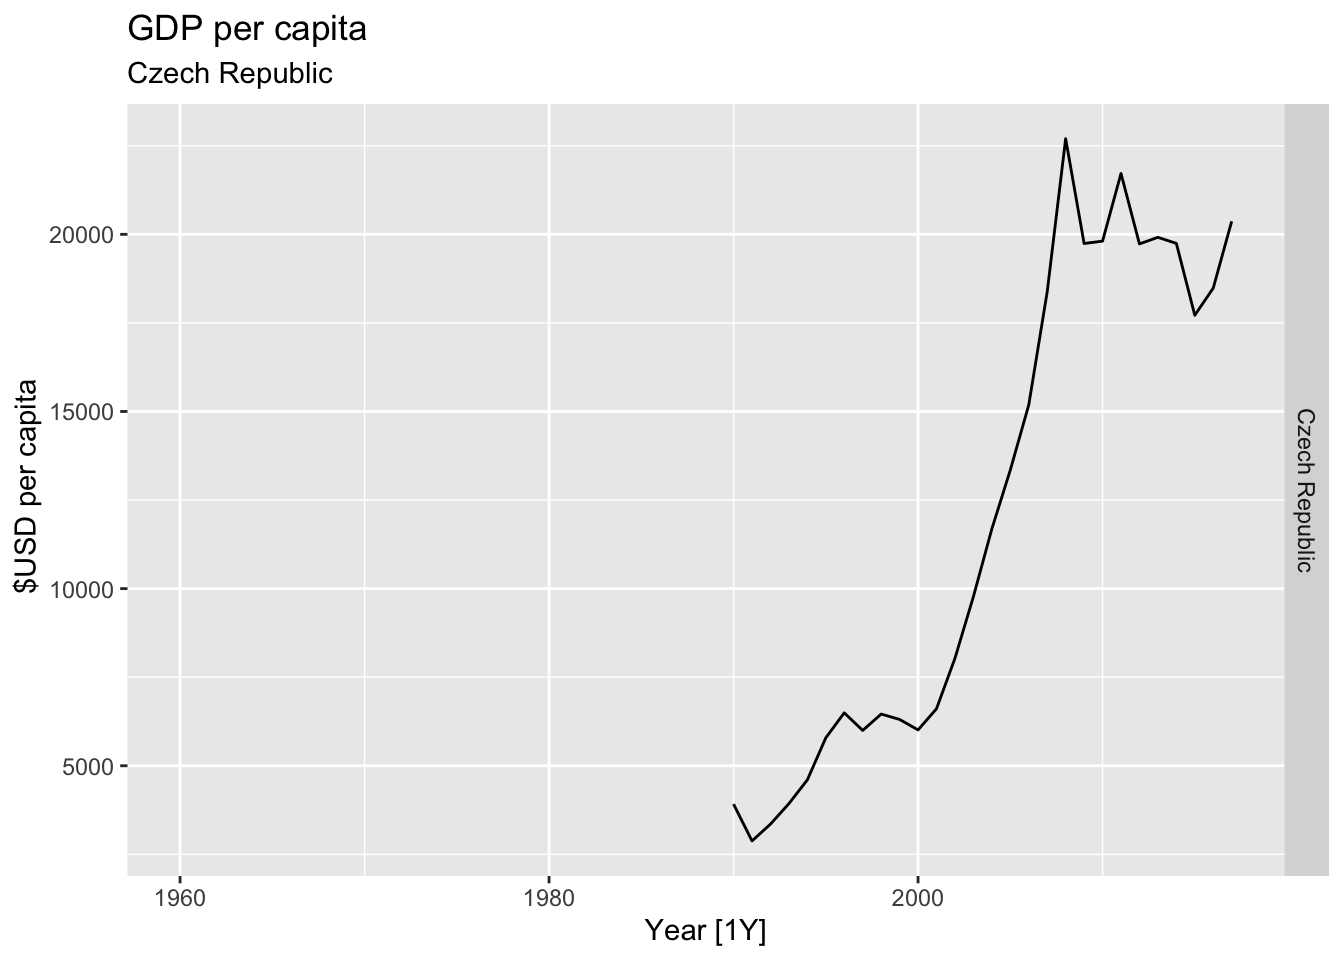 GDP per capita
Czech Republic
$USD per capita
20000
15000
10000
5000
Czech Republic
1960
1980
2000
Year [1Y]